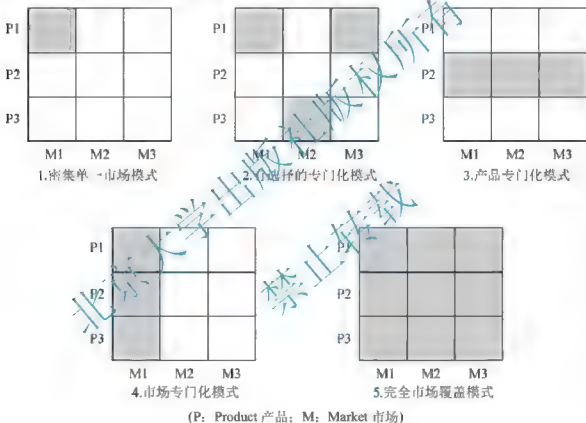 P1
P2
P3
M1 M2 M3
1.密集单一市场模式
P1
P2
P3
M1 M2 M3
2.有选择的专门化模式
P1
P2
P3
M1 M2 M3
3.产品专门化模式
P1
P2
P3
M1 M2 M3
4.市场专门化模式
P1
P2
P3
M1 M2 M3
5.完全市场覆盖模式
(P: Product 产品; M: Market 市场)
北京大学出版社版权所有
禁止转载